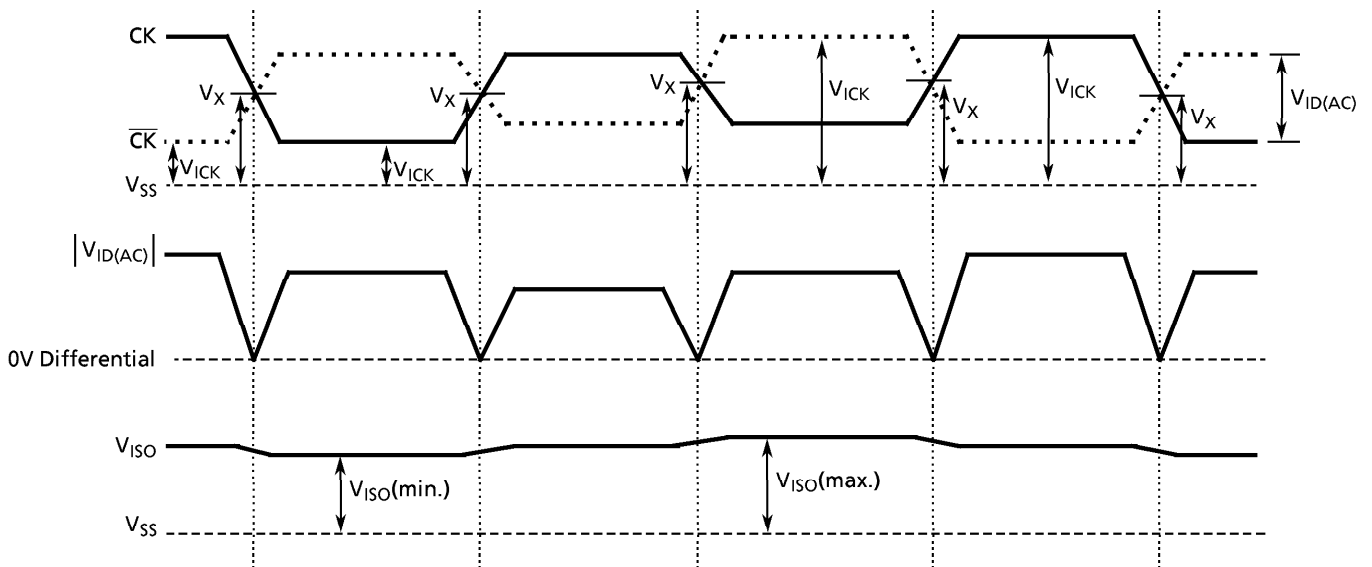 CK
V_X
V_X
V_X
V_ICK
V_X
V_ICK
V_X
V_ID(AC)
C̅K̅
V_ICK
V_ICK
V_SS
|V_ID(AC)|
0V Differential
V_ISO
V_ISO(min.)
V_ISO(max.)
V_SS